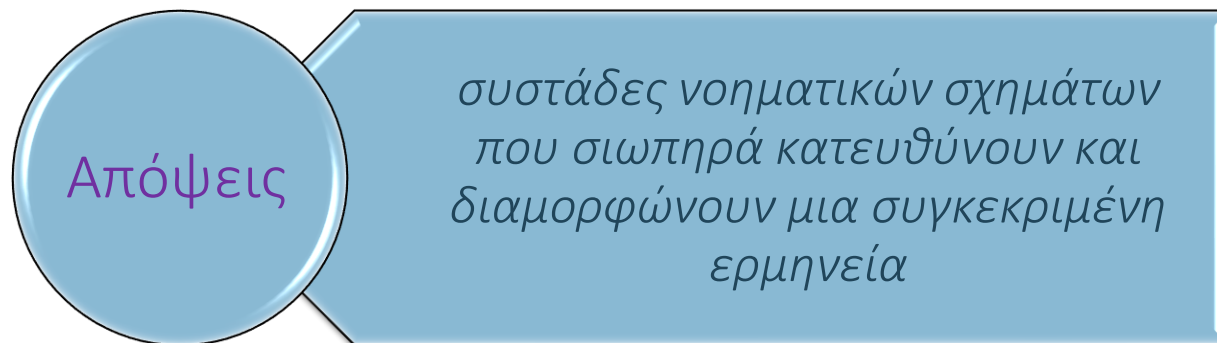 Απόψεις
συστάδες νοηματικών σχημάτων
που σιωπηρά κατευθύνουν και
διαμορφώνουν μια συγκεκριμένη
ερμηνεία